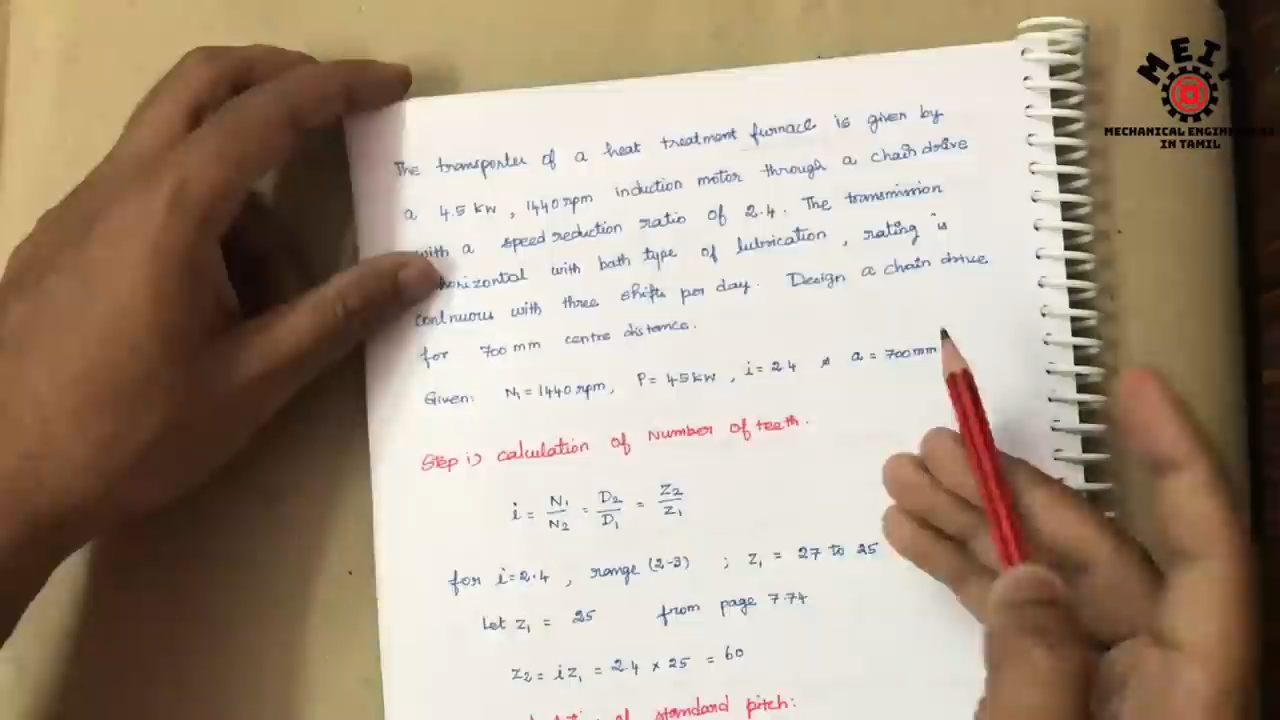 The transporter of a heat treatment furnace is given by
a 4.5 kW, 1440 rpm induction motor through a chain drive
with a speed reduction ratio of 2.4. The transmission
horizontal with bath type of lubrication, rating is
continuous with three shifts per day. Design a chain drive
for 700 mm centre distance.
Given: N₁ = 1440 rpm, P = 4.5 kW, i = 2.4 & a = 700 mm
Step i) calculation of Number of teeth.
i = N₁/N₂ = D₂/D₁ = Z₂/Z₁
for i = 2.4, range (2-3) ; Z₁ = 27 to 25
Let Z₁ = 25 from page 7.74
Z₂ = iZ₁ = 2.4 × 25 = 60
of standard pitch:
MEIT
MECHANICAL ENGINEERING
IN TAMIL